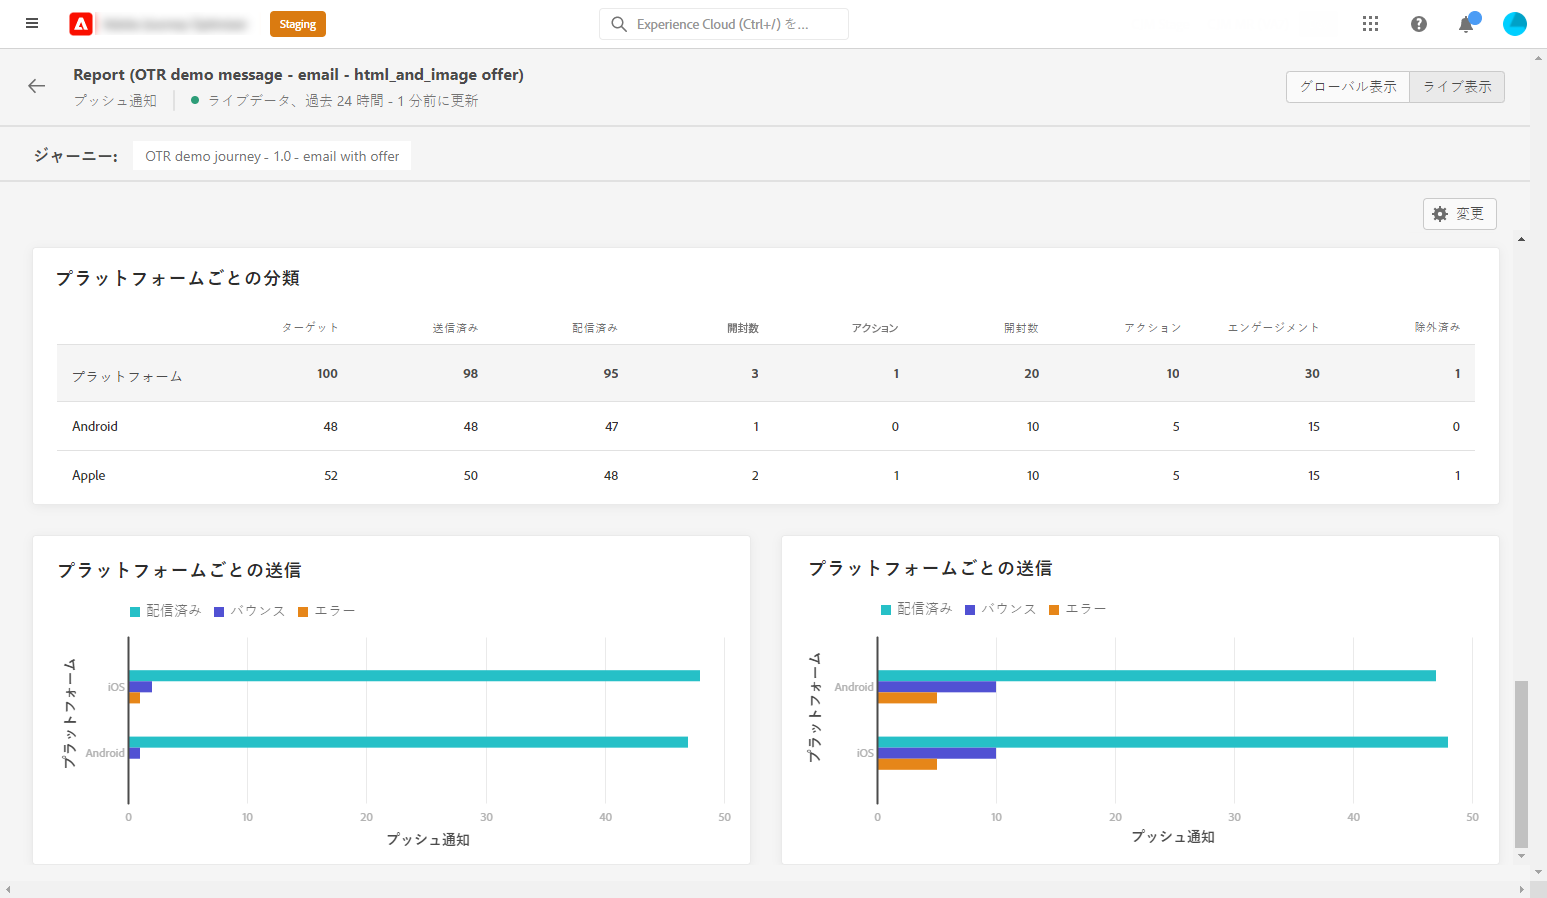 Staging
Experience Cloud (Ctrl+/) を...
Report (OTR demo message - email - html_and_image offer)
プッシュ通知
ライブデータ、過去 24 時間 - 1 分前に更新
グローバル表示 ライブ表示
ジャーニー: OTR demo journey - 1.0 - email with offer
変更
プラットフォームごとの分類
ターゲット 送信済み 配信済み 開封数 アクション 開封数 アクション エンゲージメント 除外済み
プラットフォーム 100 98 95 3 1 20 10 30 1
Android 48 48 47 1 0 10 5 15 0
Apple 52 50 48 2 1 10 5 15 1
プラットフォームごとの送信
配信済み バウンス エラー
プラットフォーム
iOS
Android
0 10 20 30 40 50
プッシュ通知
プラットフォームごとの送信
配信済み バウンス エラー
プラットフォーム
Android
iOS
0 10 20 30 40 50
プッシュ通知